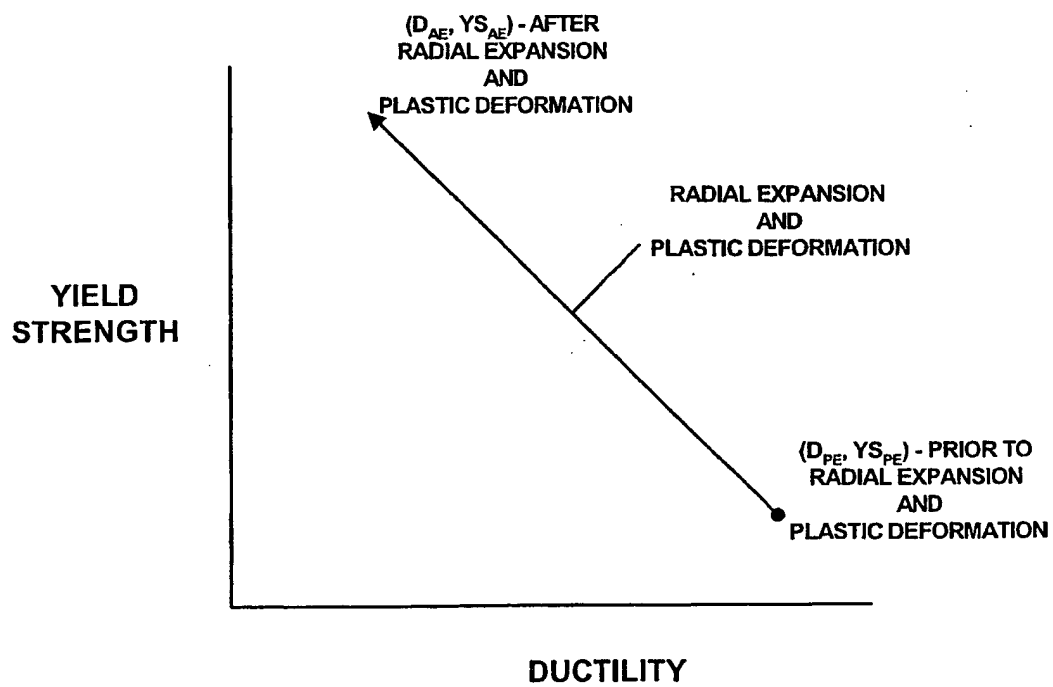 (D_AE, YS_AE) - AFTER
RADIAL EXPANSION
AND
PLASTIC DEFORMATION
RADIAL EXPANSION
AND
PLASTIC DEFORMATION
YIELD
STRENGTH
(D_PE, YS_PE) - PRIOR TO
RADIAL EXPANSION
AND
PLASTIC DEFORMATION
DUCTILITY